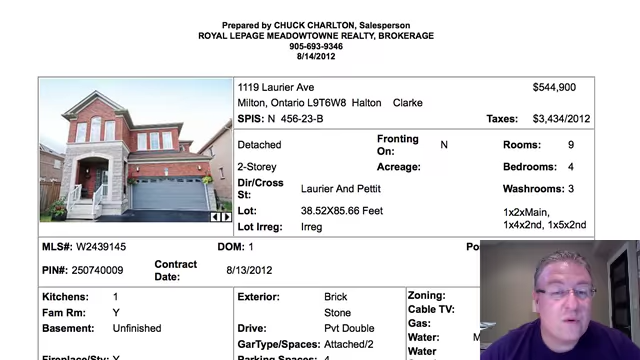 Prepared by CHUCK CHARLTON, Salesperson
ROYAL LEPAGE MEADOWTOWNE REALTY, BROKERAGE
905-693-9346
8/14/2012
1119 Laurier Ave $544,900
Milton, Ontario L9T6W8 Halton Clarke
SPIS: N 456-23-B Taxes: $3,434/2012
Detached Fronting On: N Rooms: 9
2-Storey Acreage: Bedrooms: 4
Dir/Cross St: Laurier And Pettit Washrooms: 3
Lot: 38.52X85.66 Feet 1x2xMain,
Lot Irreg: Irreg 1x4x2nd, 1x5x2nd
MLS#: W2439145 DOM: 1
PIN#: 250740009 Contract Date: 8/13/2012
Kitchens: 1 Exterior: Brick Zoning:
Fam Rm: Y Stone Cable TV:
Basement: Unfinished Drive: Pvt Double Gas:
GarType/Spaces: Attached/2 Water:
Fireplace/Stv: Y Parking Spaces: 4 Water